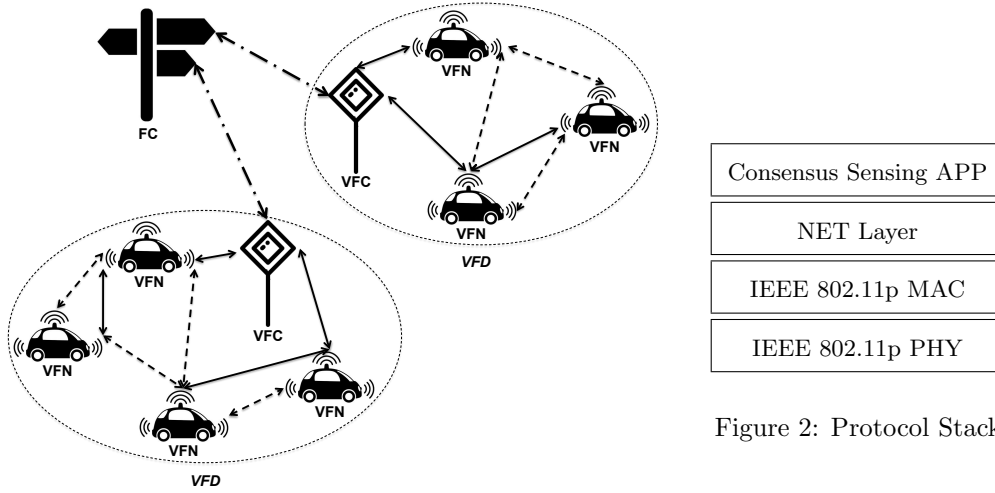 VFN
FC
VFN
VFC
VFN
VFD
VFN
VFC
VFN
VFN
VFN
VFD
Consensus Sensing APP
NET Layer
IEEE 802.11p MAC
IEEE 802.11p PHY
Figure 2: Protocol Stack